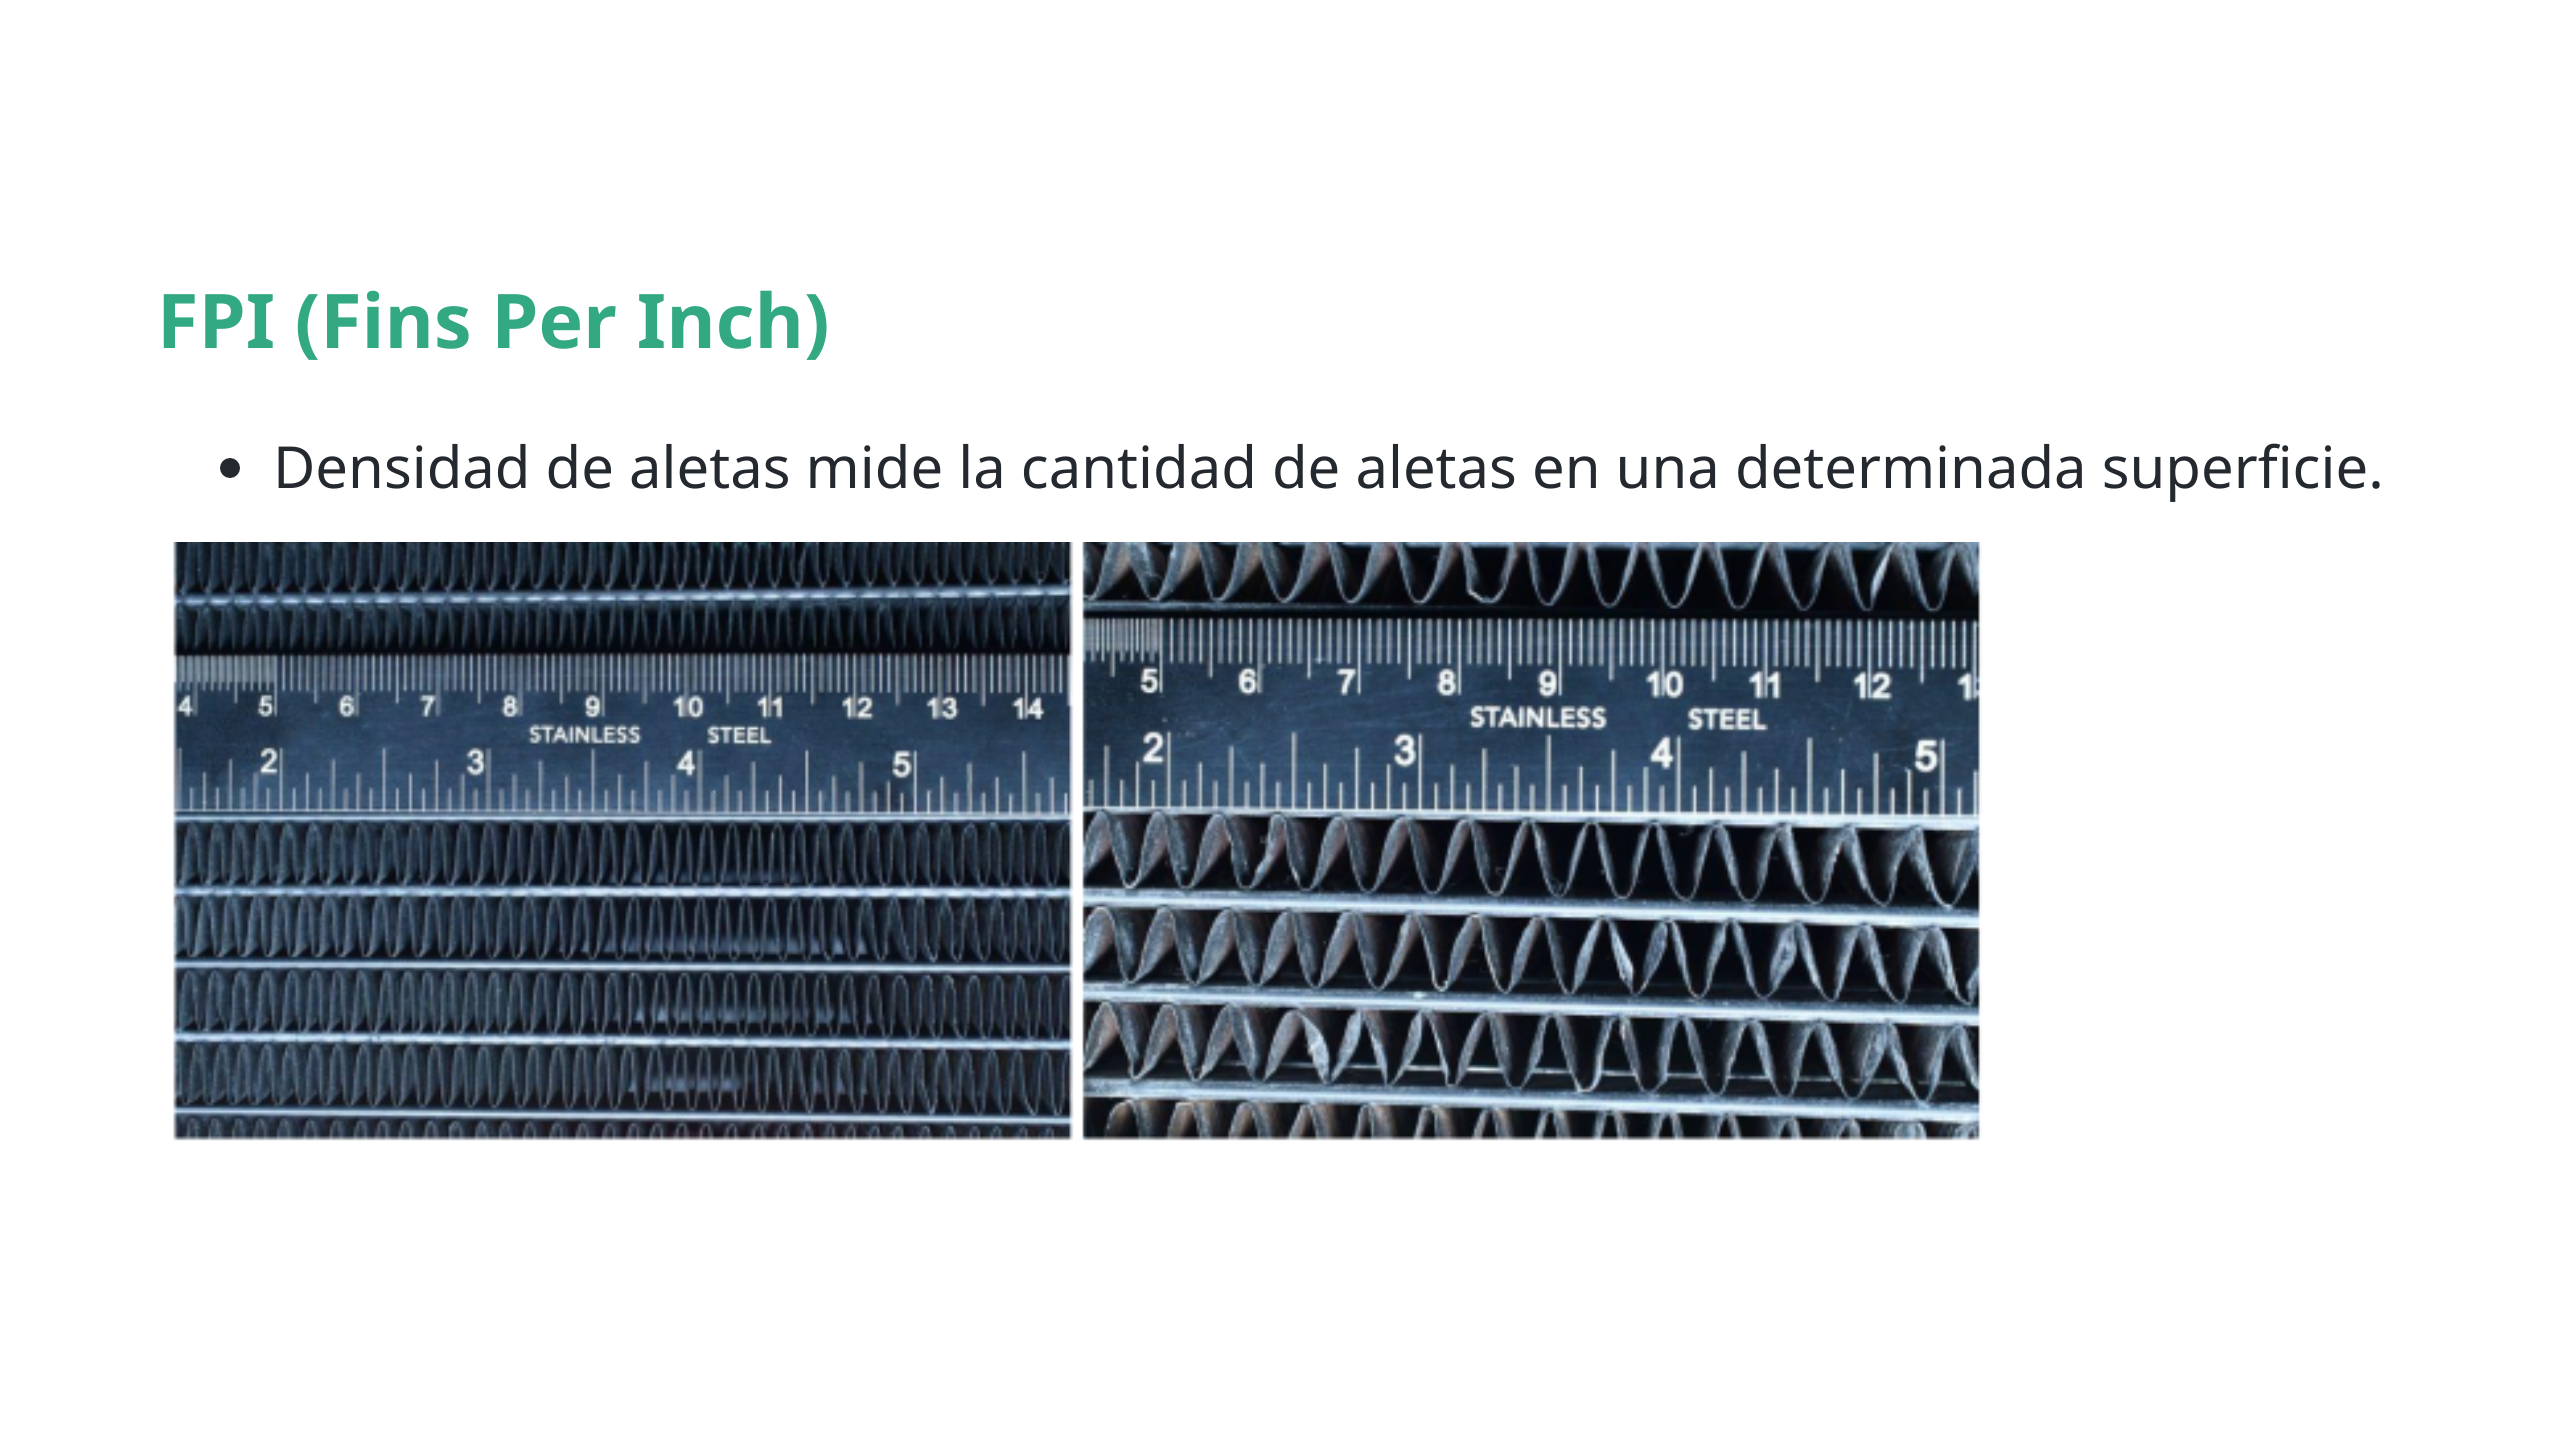 FPI (Fins Per Inch)
• Densidad de aletas mide la cantidad de aletas en una determinada superficie.
4 5 6 7 8 9 10 11 12 13 14
STAINLESS STEEL
2 3 4 5
5 6 7 8 9 10 11 12
STAINLESS STEEL
2 3 4 5